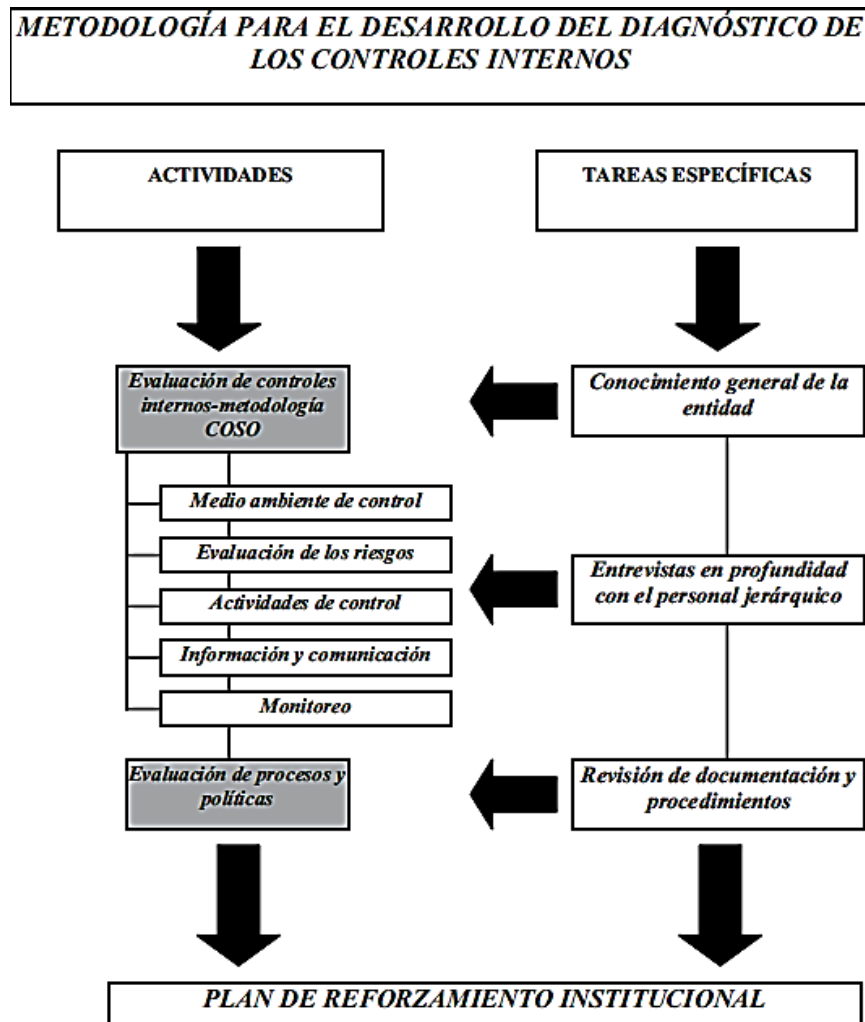 METODOLOGÍA PARA EL DESARROLLO DEL DIAGNÓSTICO DE
LOS CONTROLES INTERNOS
ACTIVIDADES
TAREAS ESPECÍFICAS
Evaluación de controles
internos-metodología
COSO
Conocimiento general de la
entidad
Medio ambiente de control
Evaluación de los riesgos
Actividades de control
Información y comunicación
Monitoreo
Entrevistas en profundidad
con el personal jerárquico
Evaluación de procesos y
políticas
Revisión de documentación y
procedimientos
PLAN DE REFORZAMIENTO INSTITUCIONAL